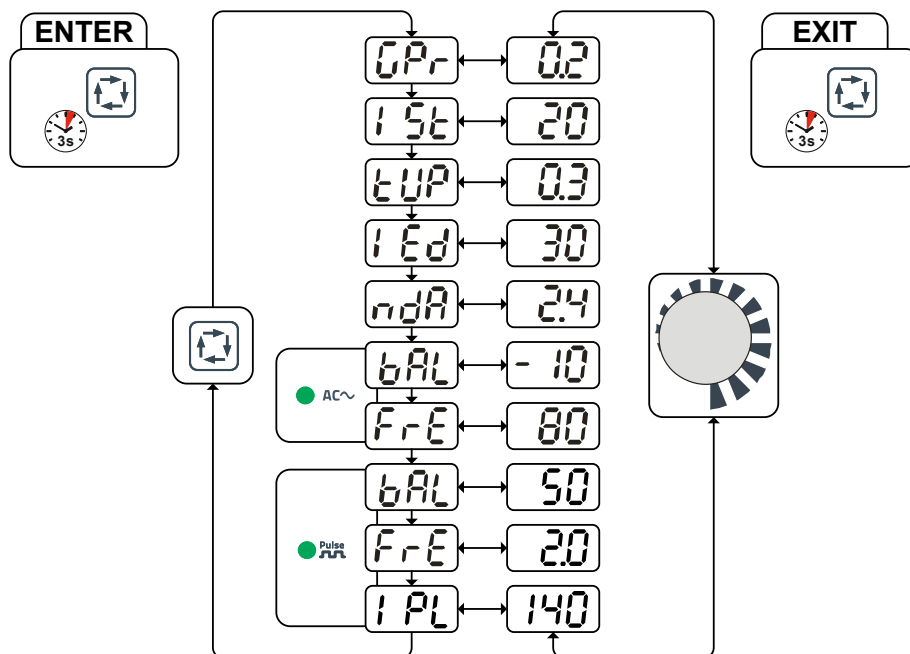 ENTER
3s
EXIT
3s
GPr 0.2
I St 20
tUP 0.3
I Ed 30
ndA 2.4
AC
bAL - 10
FrE 80
Pulse
bAL 50
FrE 2.0
I PL 140